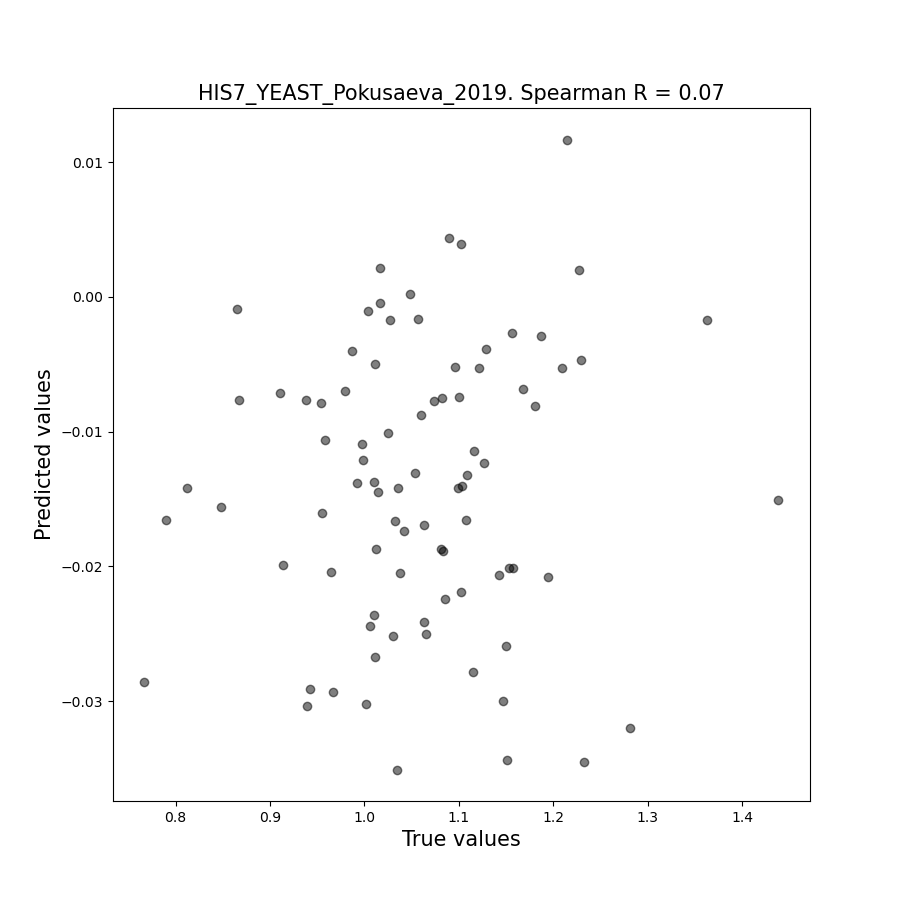 HIS7_YEAST_Pokusaeva_2019. Spearman R = 0.07
0.01
0.00
−0.01
−0.02
−0.03
Predicted values
0.8 0.9 1.0 1.1 1.2 1.3 1.4
True values